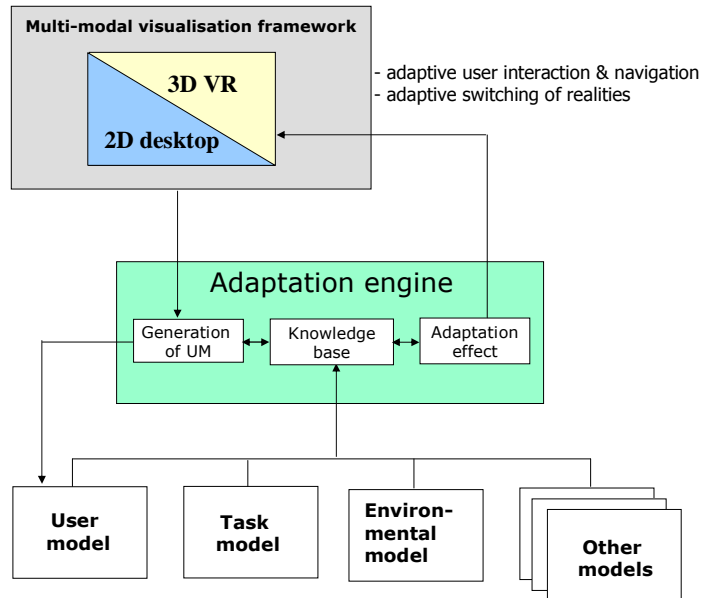 Multi-modal visualisation framework
3D VR
2D desktop
- adaptive user interaction & navigation
- adaptive switching of realities
Adaptation engine
Generation
of UM
Knowledge
base
Adaptation
effect
User
model
Task
model
Environ-
mental
model
Other
models